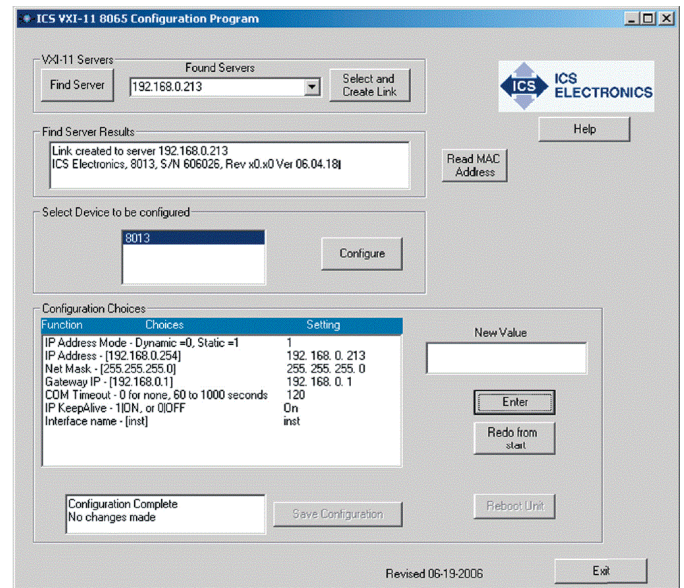 ICS VXI-11 8065 Configuration Program
VXI-11 Servers
Found Servers
Find Server
192.168.0.213
Select and
Create Link
ICS
ICS
ELECTRONICS
Help
Find Server Results
Link created to server 192.168.0.213
ICS Electronics, 8013, S/N 606026, Rev x0.x0 Ver 06.04.18
Read MAC
Address
Select Device to be configured
8013
Configure
Configuration Choices
Function Choices Setting
IP Address Mode - Dynamic =0, Static =1 1
IP Address - [192.168.0.254] 192. 168. 0. 213
Net Mask - [255.255.255.0] 255. 255. 255. 0
Gateway IP - [192.168.0.1] 192. 168. 0. 1
COM Timeout - 0 for none, 60 to 1000 seconds 120
IP KeepAlive - 1|ON, or 0|OFF On
Interface name - [inst] inst
New Value
Enter
Redo from
start
Configuration Complete
No changes made
Save Configuration
Reboot Unit
Revised 06-19-2006
Exit